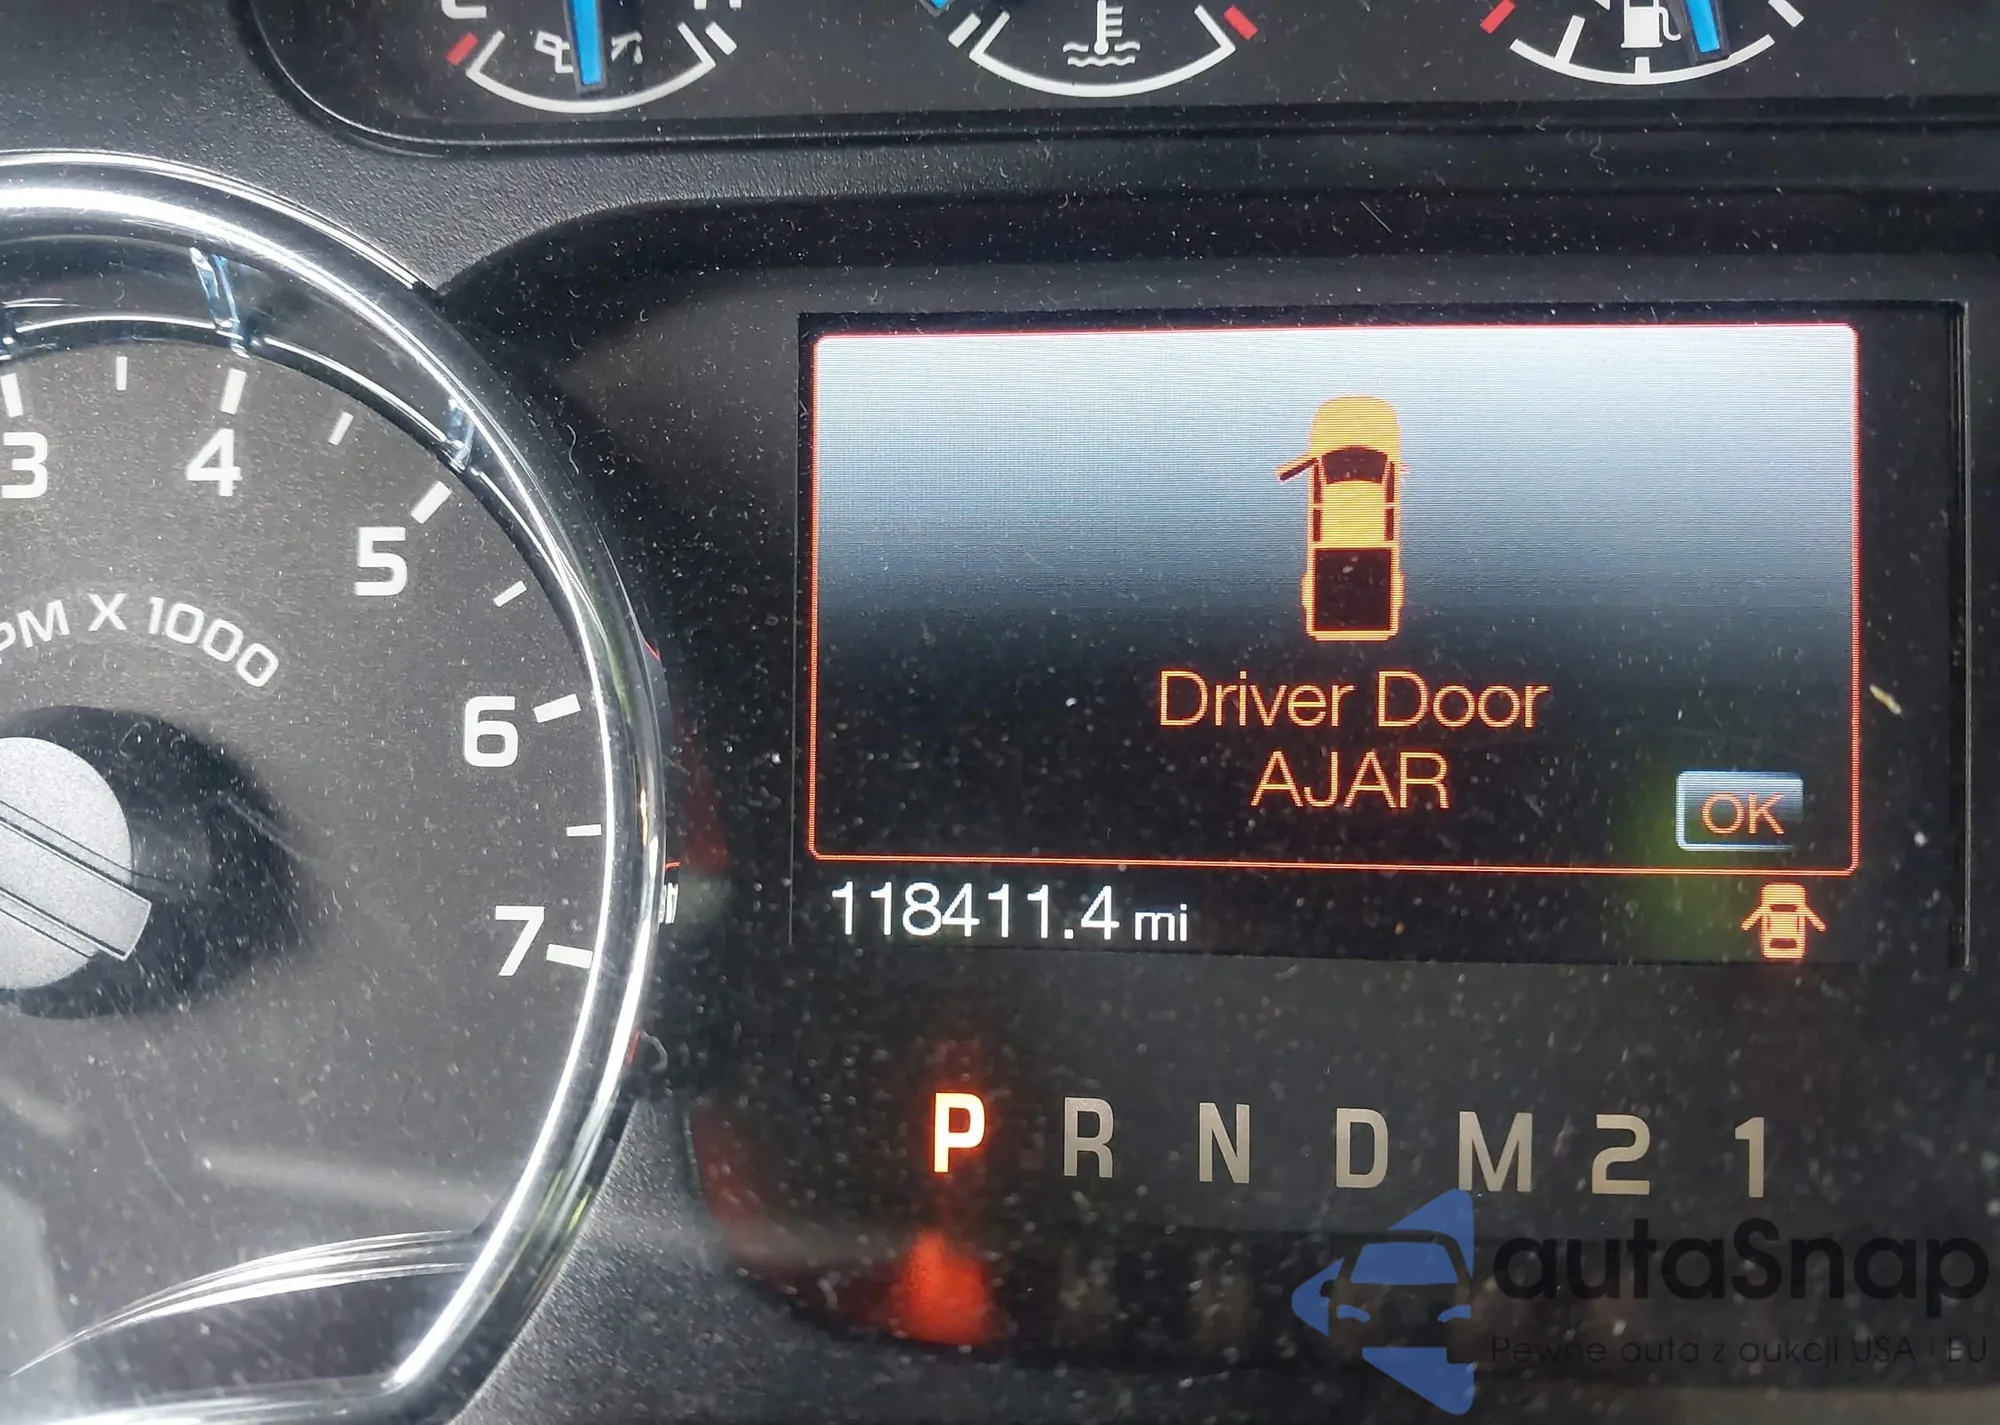 3
4
5
6
7
X 1000
Driver Door
AJAR
OK
118411.4 mi
P R N D M 2 1
autaSnap
Pewne auta z aukcji USA i EU